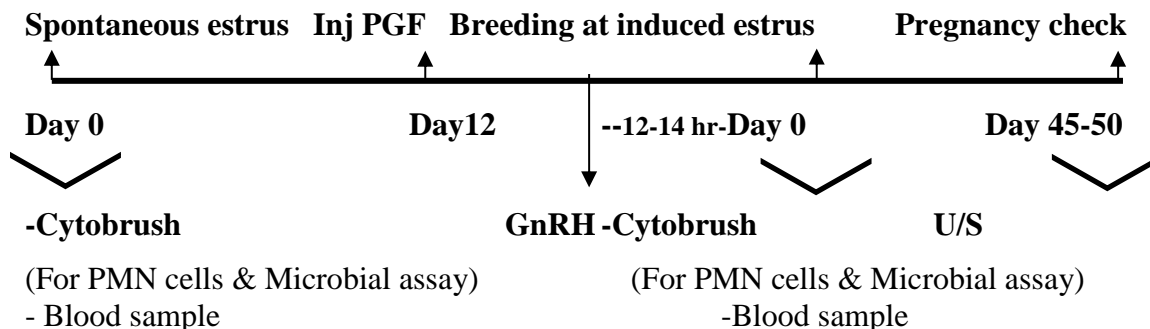 Spontaneous estrus Inj PGF Breeding at induced estrus Pregnancy check
Day 0 Day12 --12-14 hr-Day 0 Day 45-50
-Cytobrush GnRH -Cytobrush U/S
(For PMN cells & Microbial assay) (For PMN cells & Microbial assay)
- Blood sample -Blood sample